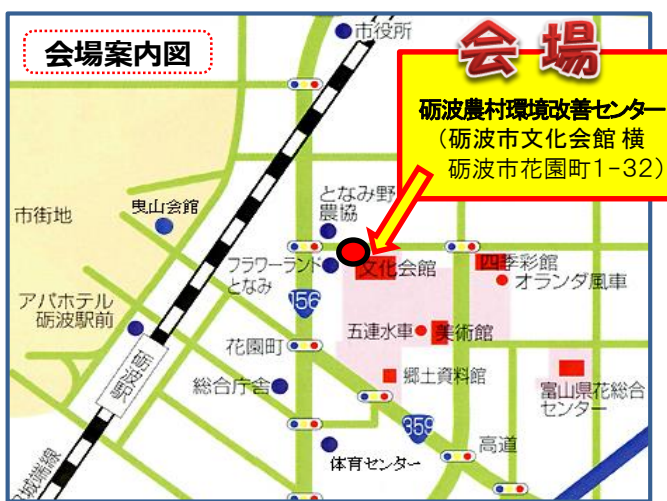 会場案内図
市役所
会場
砺波農村環境改善センター
(砺波市文化会館 横
砺波市花園町1-32)
となみ野
農協
曳山会館
市街地
フラワーランド
となみ
文化会館
四季彩館
オランダ風車
アパホテル
砺波駅前
156
五連水車
美術館
花園町
砺波駅
総合庁舎
郷土資料館
富山県花総合
センター
359
高道
体育センター
城端線